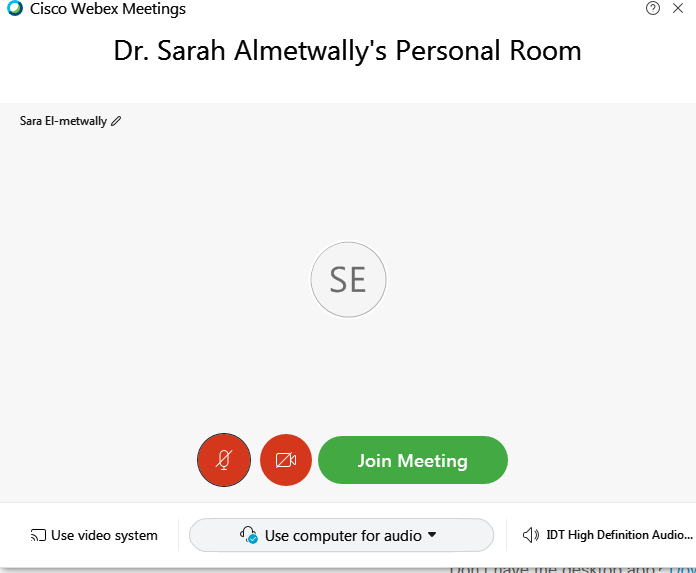 Cisco Webex Meetings
Dr. Sarah Almetwally's Personal Room
Sara El-metwally
SE
Join Meeting
Use video system
Use computer for audio
IDT High Definition Audio...
Don't have the desktop app?